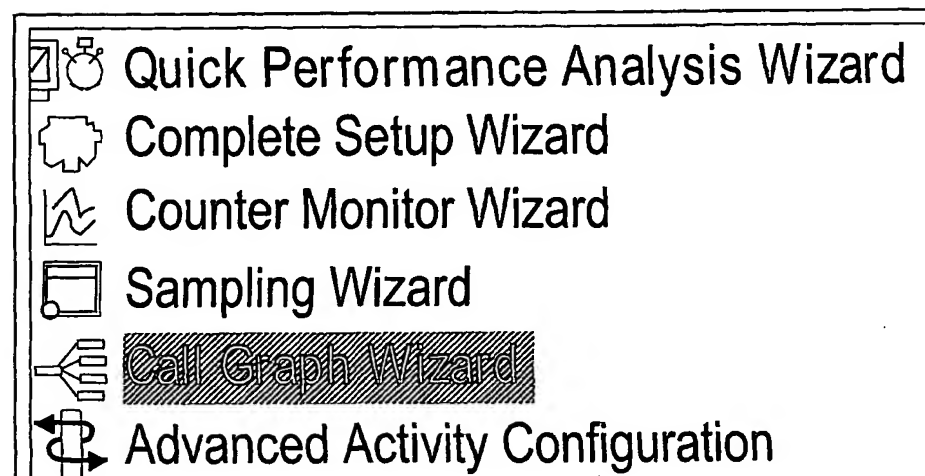 Quick Performance Analysis Wizard
Complete Setup Wizard
Counter Monitor Wizard
Sampling Wizard
Call Graph Wizard
Advanced Activity Configuration